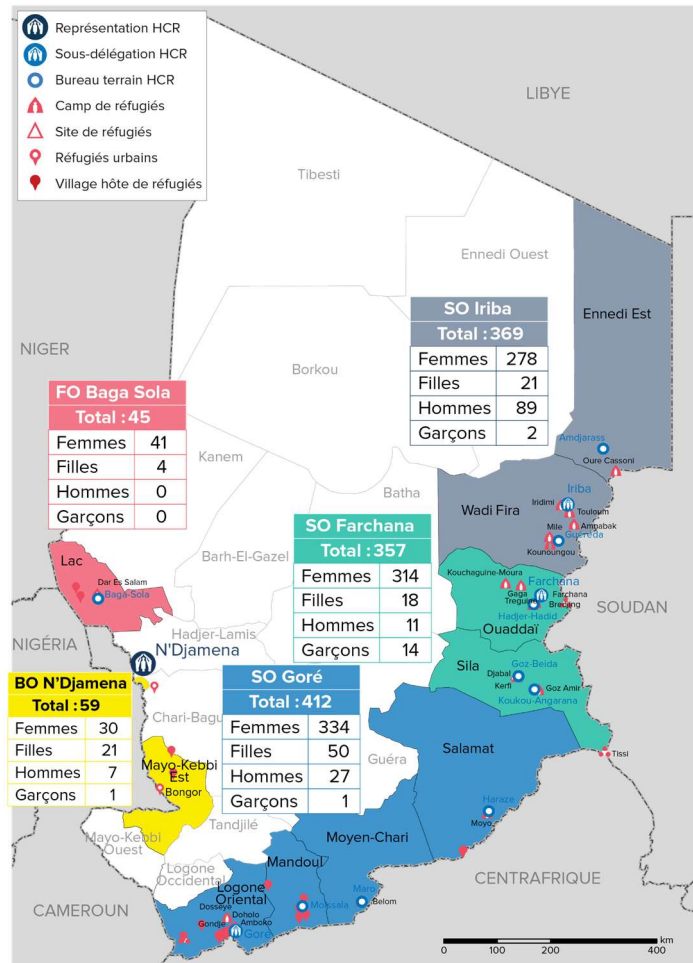 Représentation HCR
Sous-délégation HCR
Bureau terrain HCR
Camp de réfugiés
Site de réfugiés
Réfugiés urbains
Village hôte de réfugiés
LIBYE
Tibesti
Ennedi Ouest
Ennedi Est
NIGER
Borkou
SO Iriba
Total : 369
Femmes 278
Filles 21
Hommes 89
Garçons 2
FO Baga Sola
Total : 45
Femmes 41
Filles 4
Hommes 0
Garçons 0
Kanem
Batha
Barh-El-Gazel
Amdjarass
Oure Cassoni
Wadi Fira
Iriba
Iridimi
Touloum
Amnabak
Mile
Guéréda
Kounoungou
SO Farchana
Total : 357
Femmes 314
Filles 18
Hommes 11
Garçons 14
Lac
Dar Es Salam
Baga-Sola
Kouchaguine-Moura
Farchana
Gaga
Treguine
Farchana
Bredjing
Hadjer-Hadid
Ouaddaï
SOUDAN
NIGÉRIA
Hadjer-Lamis
N'Djamena
Sila
Goz-Beida
Djabal
Kerfi
Goz Amir
Koukou-Angarana
Tissi
BO N'Djamena
Total : 59
Femmes 30
Filles 21
Hommes 7
Garçons 1
SO Goré
Total : 412
Femmes 334
Filles 50
Hommes 27
Garçons 1
Chari-Bagu
Guéra
Salamat
Mayo-Kebbi
Est
Bongor
Mayo-Kebbi
Ouest
Tandjilé
Haraze
Moyo
Moyen-Chari
Mandoul
Logone
Occidental
Logone
Oriental
CENTRAFRIQUE
CAMEROUN
Maro
Belom
Moissala
Dosseye
Doholo
Gondje
Amboko
Goré
0 100 200 300 400
km